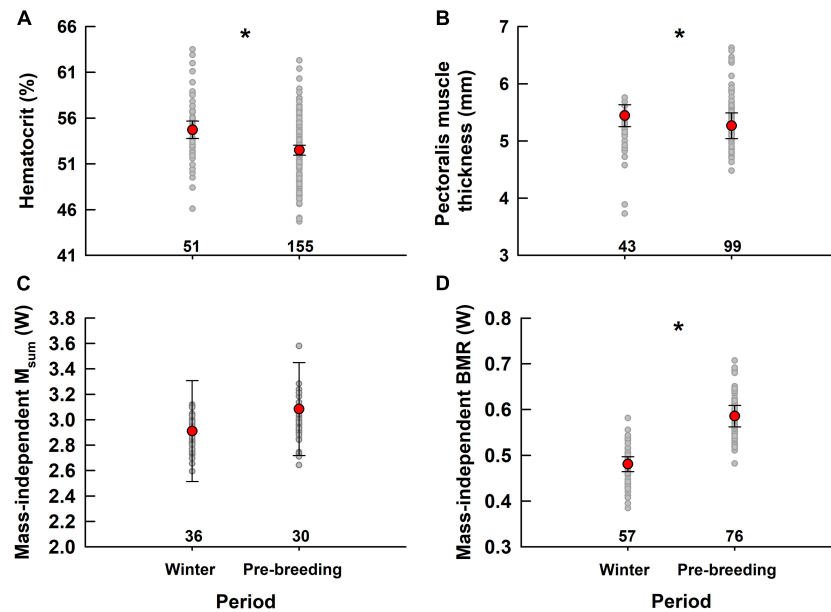 A
Hematocrit (%)
66
61
56
51
46
41
*
51
155
B
Pectoralis muscle
thickness (mm)
7
6
5
4
3
*
43
99
C
Mass-independent Msum (W)
3.8
3.6
3.4
3.2
3.0
2.8
2.6
2.4
2.2
2.0
36
30
Winter
Pre-breeding
Period
D
Mass-independent BMR (W)
0.8
0.7
0.6
0.5
0.4
0.3
*
57
76
Winter
Pre-breeding
Period